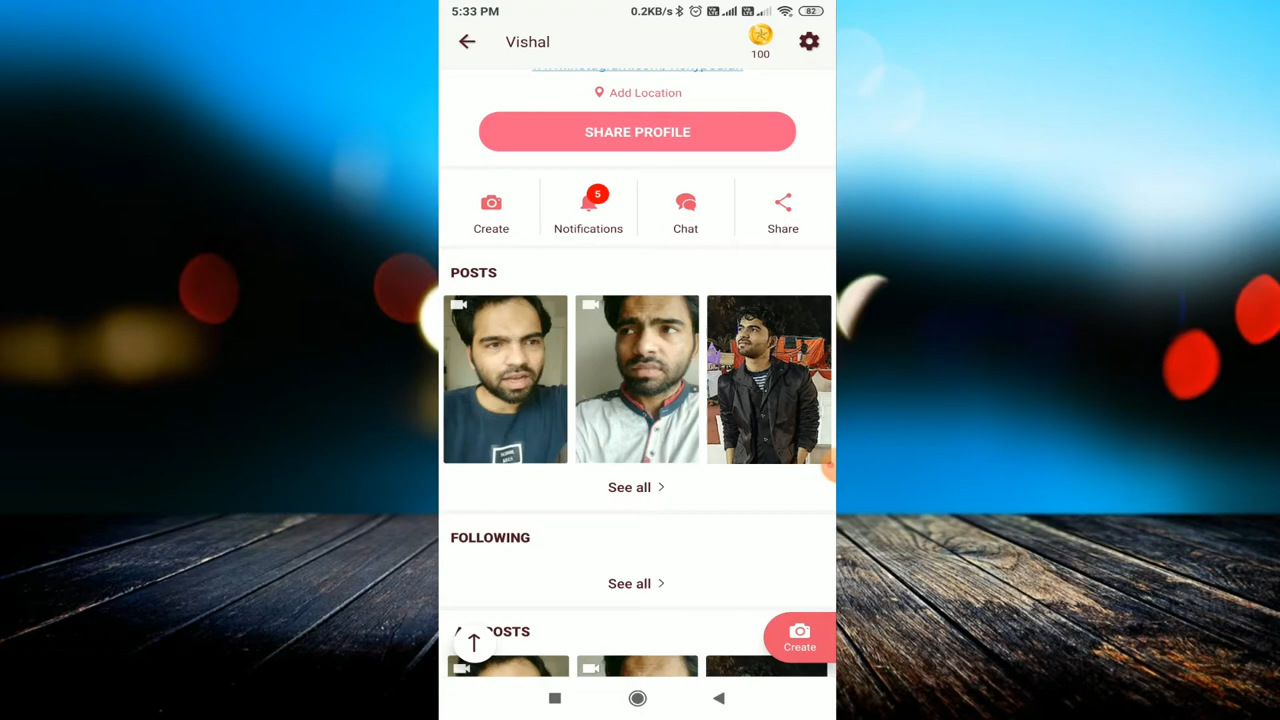 5:33 PM
0.2KB/s
82
Vishal
100
Add Location
SHARE PROFILE
5
Create
Notifications
Chat
Share
POSTS
See all
FOLLOWING
See all
POSTS
Create